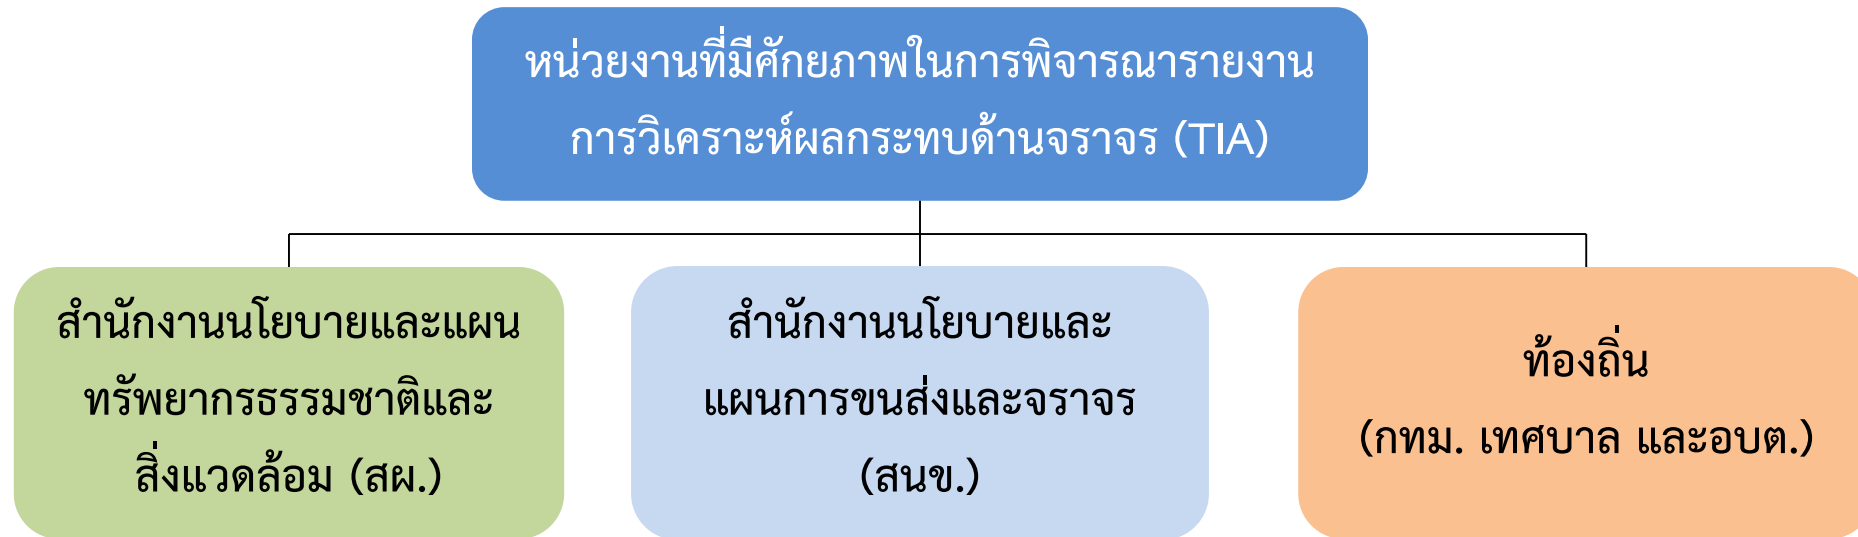 หน่วยงานที่มีศักยภาพในการพิจารณารายงาน
การวิเคราะห์ผลกระทบด้านจราจร (TIA)
สำนักงานนโยบายและแผน
ทรัพยากรธรรมชาติและ
สิ่งแวดล้อม (สผ.)
สำนักงานนโยบายและ
แผนการขนส่งและจราจร
(สนข.)
ท้องถิ่น
(กทม. เทศบาล และอบต.)